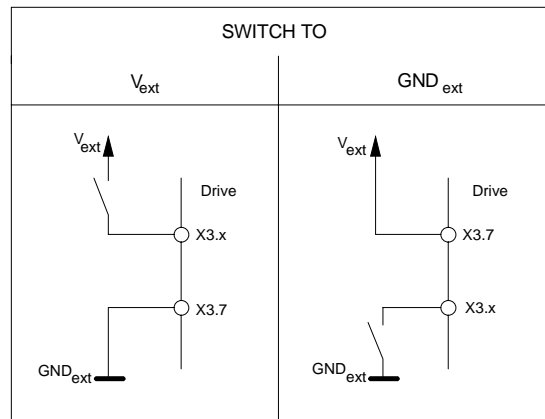 SWITCH TO
Vext
GNDext
Vext
Drive
X3.x
X3.7
GNDext
Vext
Drive
X3.7
X3.x
GNDext